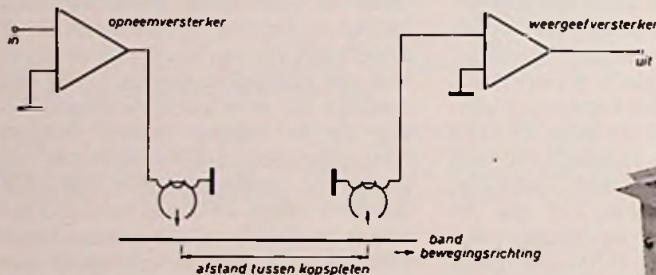 opneemversterker
weergeefversterker
in
uit
band
bewegingsrichting
afstand tussen kopspleten